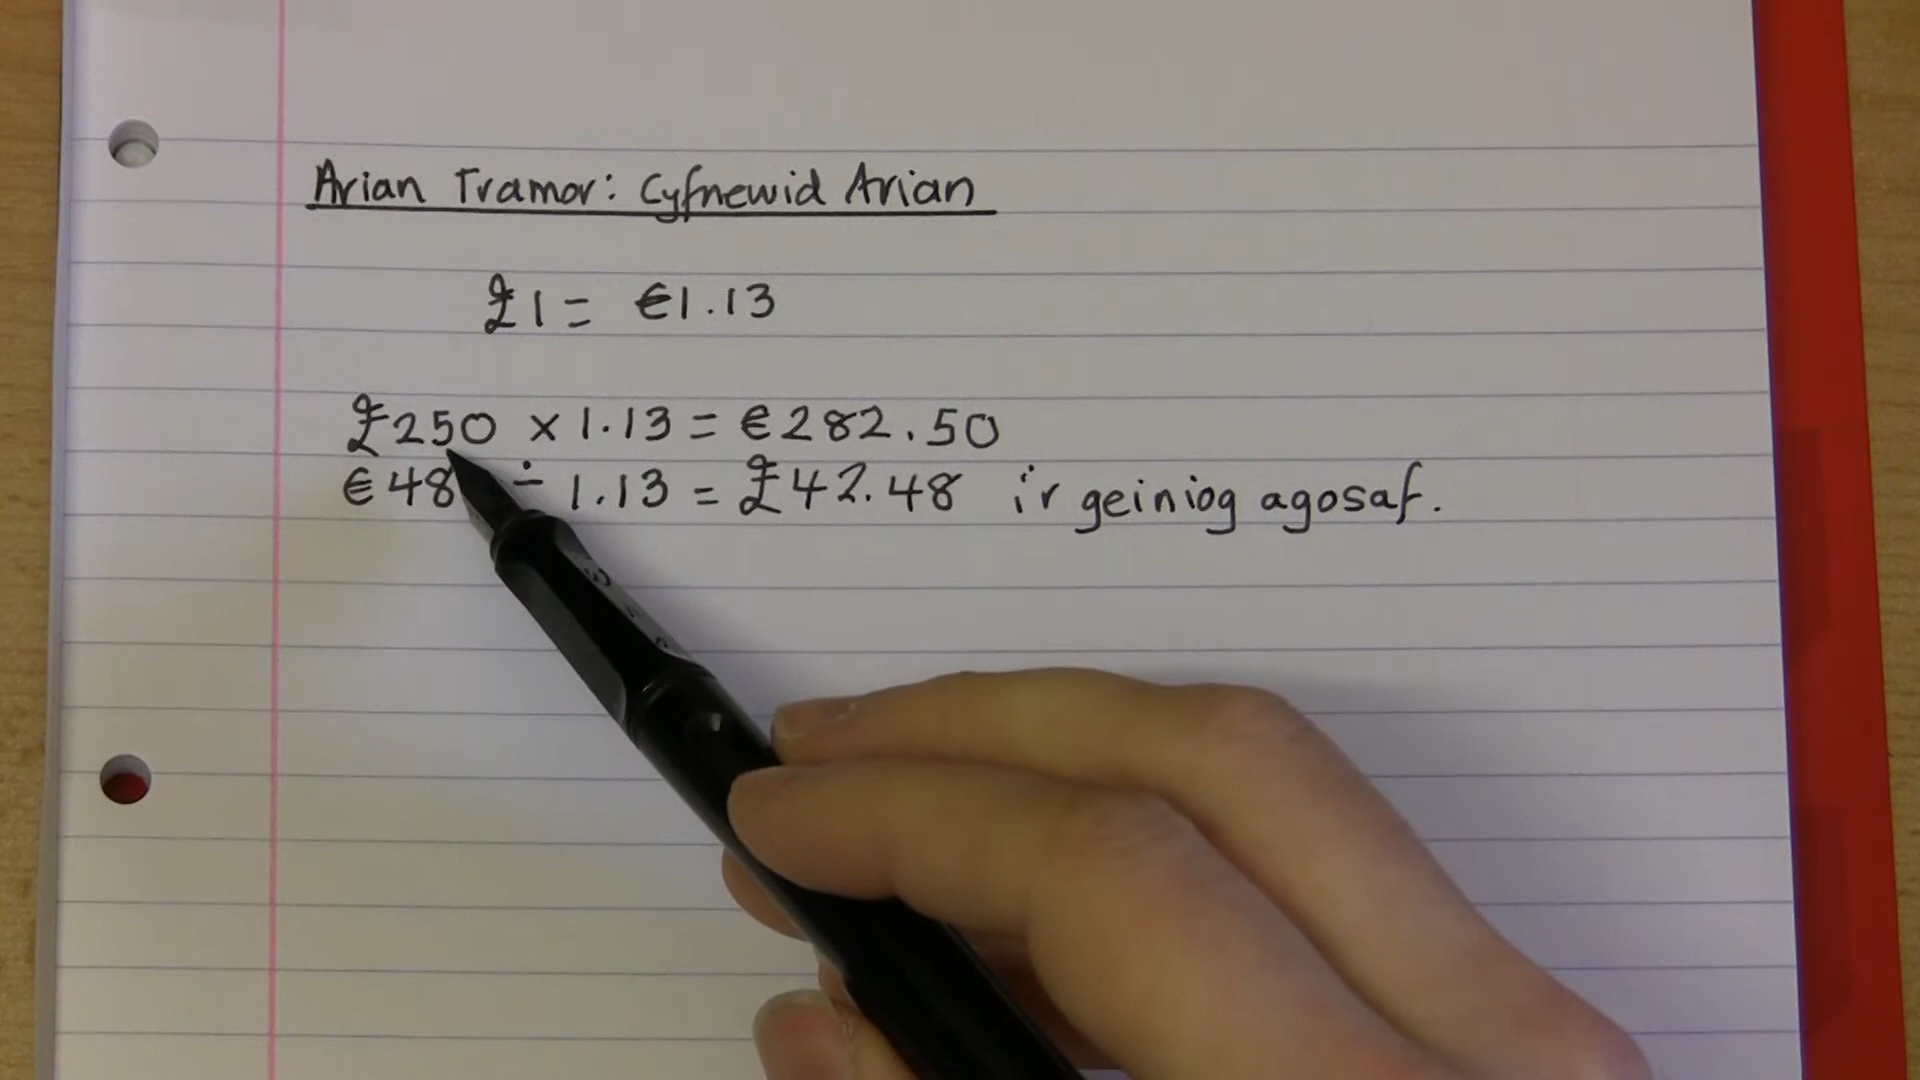 Arian Tramor: Cyfnewid Arian
£1 = €1.13
£250 × 1.13 = €282.50
€48 ÷ 1.13 = £42.48 i'r geiniog agosaf.